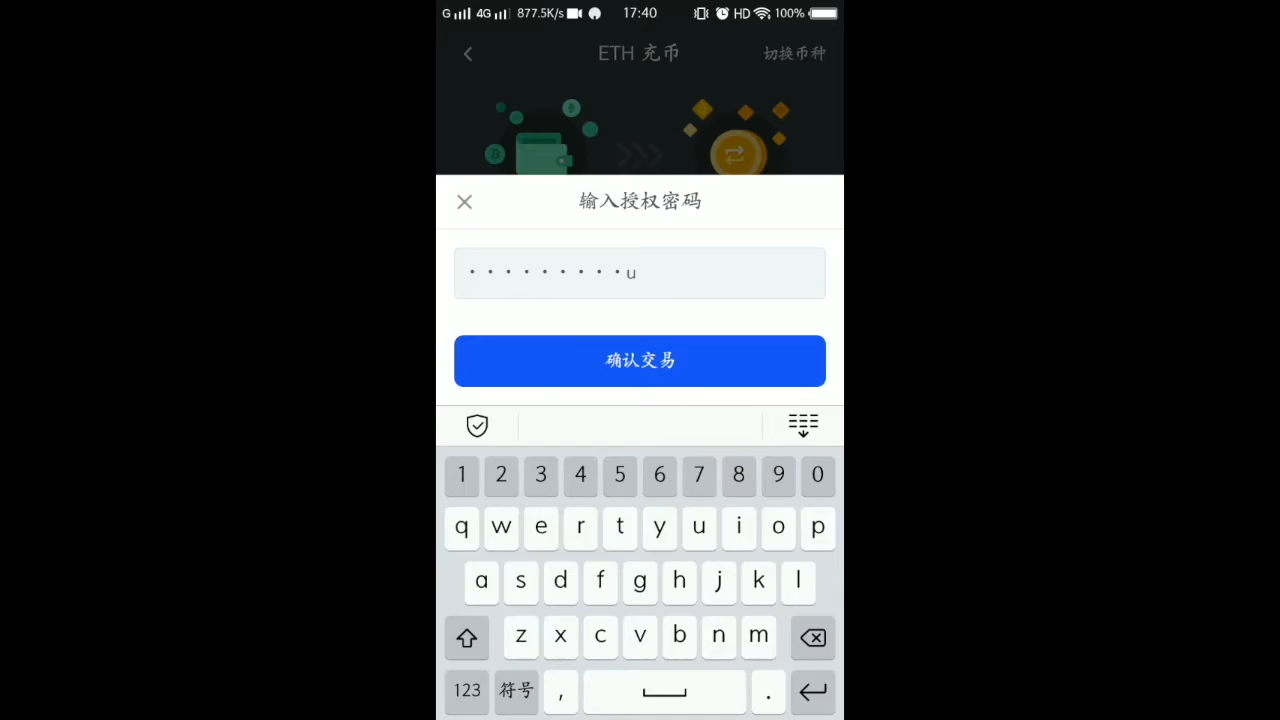 G 4G 877.5K/s 17:40 HD 100%
ETH 充币 切换币种
输入授权密码
·········u
确认交易
1 2 3 4 5 6 7 8 9 0
q w e r t y u i o p
a s d f g h j k l
z x c v b n m
123 符号 , .